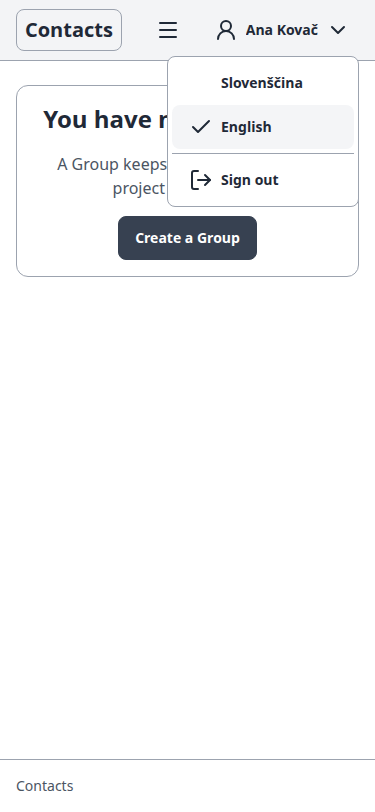 Contacts
Ana Kovač
Slovenščina
English
Sign out
You have
A Group keeps
project
Create a Group
Contacts